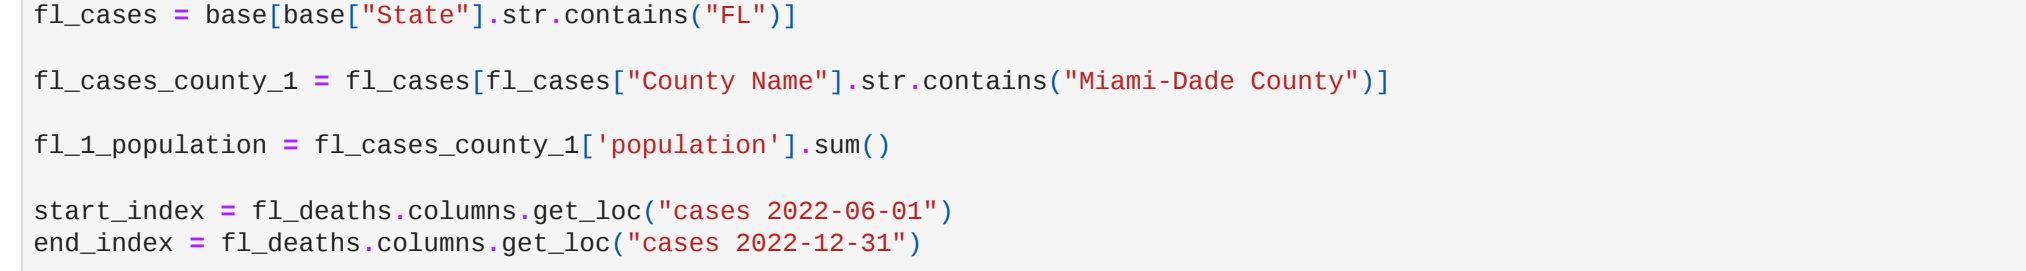 fl_cases = base[base["State"].str.contains("FL")]
fl_cases_county_1 = fl_cases[fl_cases["County Name"].str.contains("Miami-Dade County")]
fl_1_population = fl_cases_county_1['population'].sum()
start_index = fl_deaths.columns.get_loc("cases 2022-06-01")
end_index = fl_deaths.columns.get_loc("cases 2022-12-31")